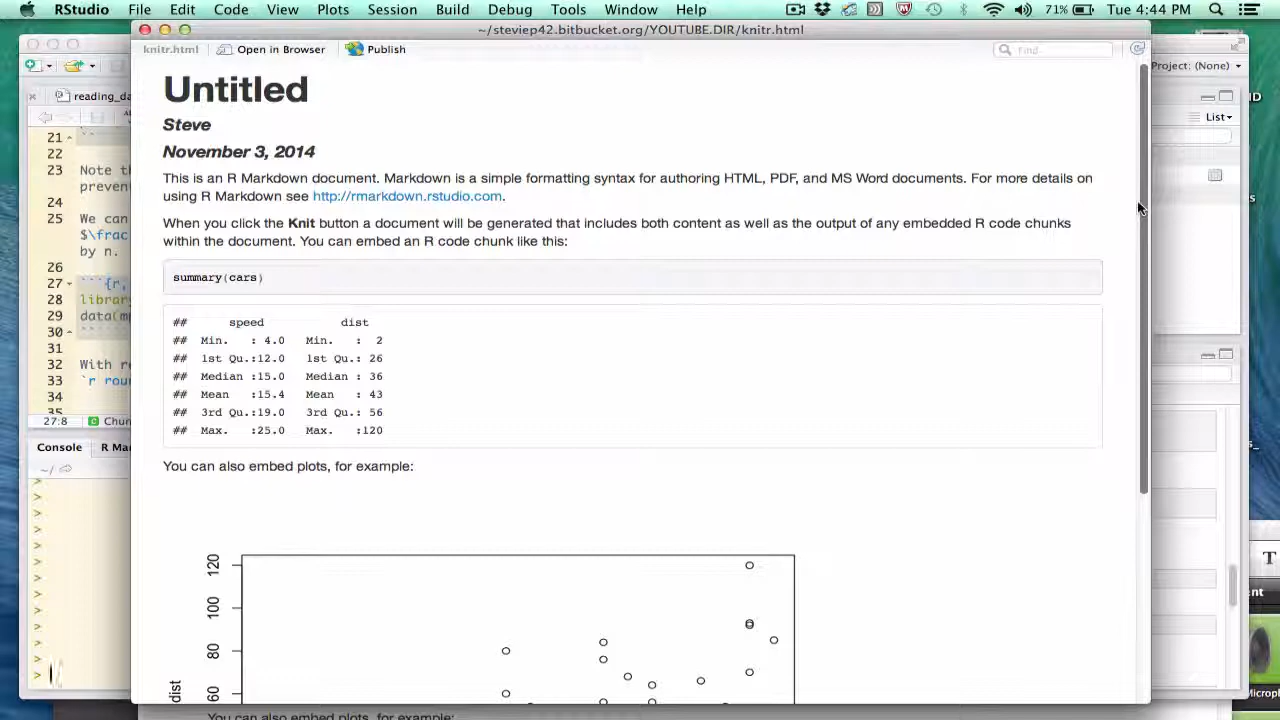 RStudio File Edit Code View Plots Session Build Debug Tools Window Help 71% Tue 4:44 PM
~/steviep42.bitbucket.org/YOUTUBE.DIR/knitr.html
knitr.html Open in Browser Publish Find
Project: (None)
reading_da
List
Untitled
Steve
November 3, 2014
This is an R Markdown document. Markdown is a simple formatting syntax for authoring HTML, PDF, and MS Word documents. For more details on
using R Markdown see http://rmarkdown.rstudio.com.
When you click the Knit button a document will be generated that includes both content as well as the output of any embedded R code chunks
within the document. You can embed an R code chunk like this:
summary(cars)
## speed dist
## Min. : 4.0 Min. : 2
## 1st Qu.:12.0 1st Qu.: 26
## Median :15.0 Median : 36
## Mean :15.4 Mean : 43
## 3rd Qu.:19.0 3rd Qu.: 56
## Max. :25.0 Max. :120
You can also embed plots, for example:
120
100
80
60
dist
You can also embed plots, for example:
21 ``
22
23 Note th
preven
24
25 We can
$\frac
by n.
26
27 ```{r,
28 librar
29 data(m
30 ```
31
32 With re
33 `r rou
34
35
27:8 Chun
Console R Mar
~/
>
>
>
>
>
>
>
>
>
>
>
>
>
T
nt
Microph